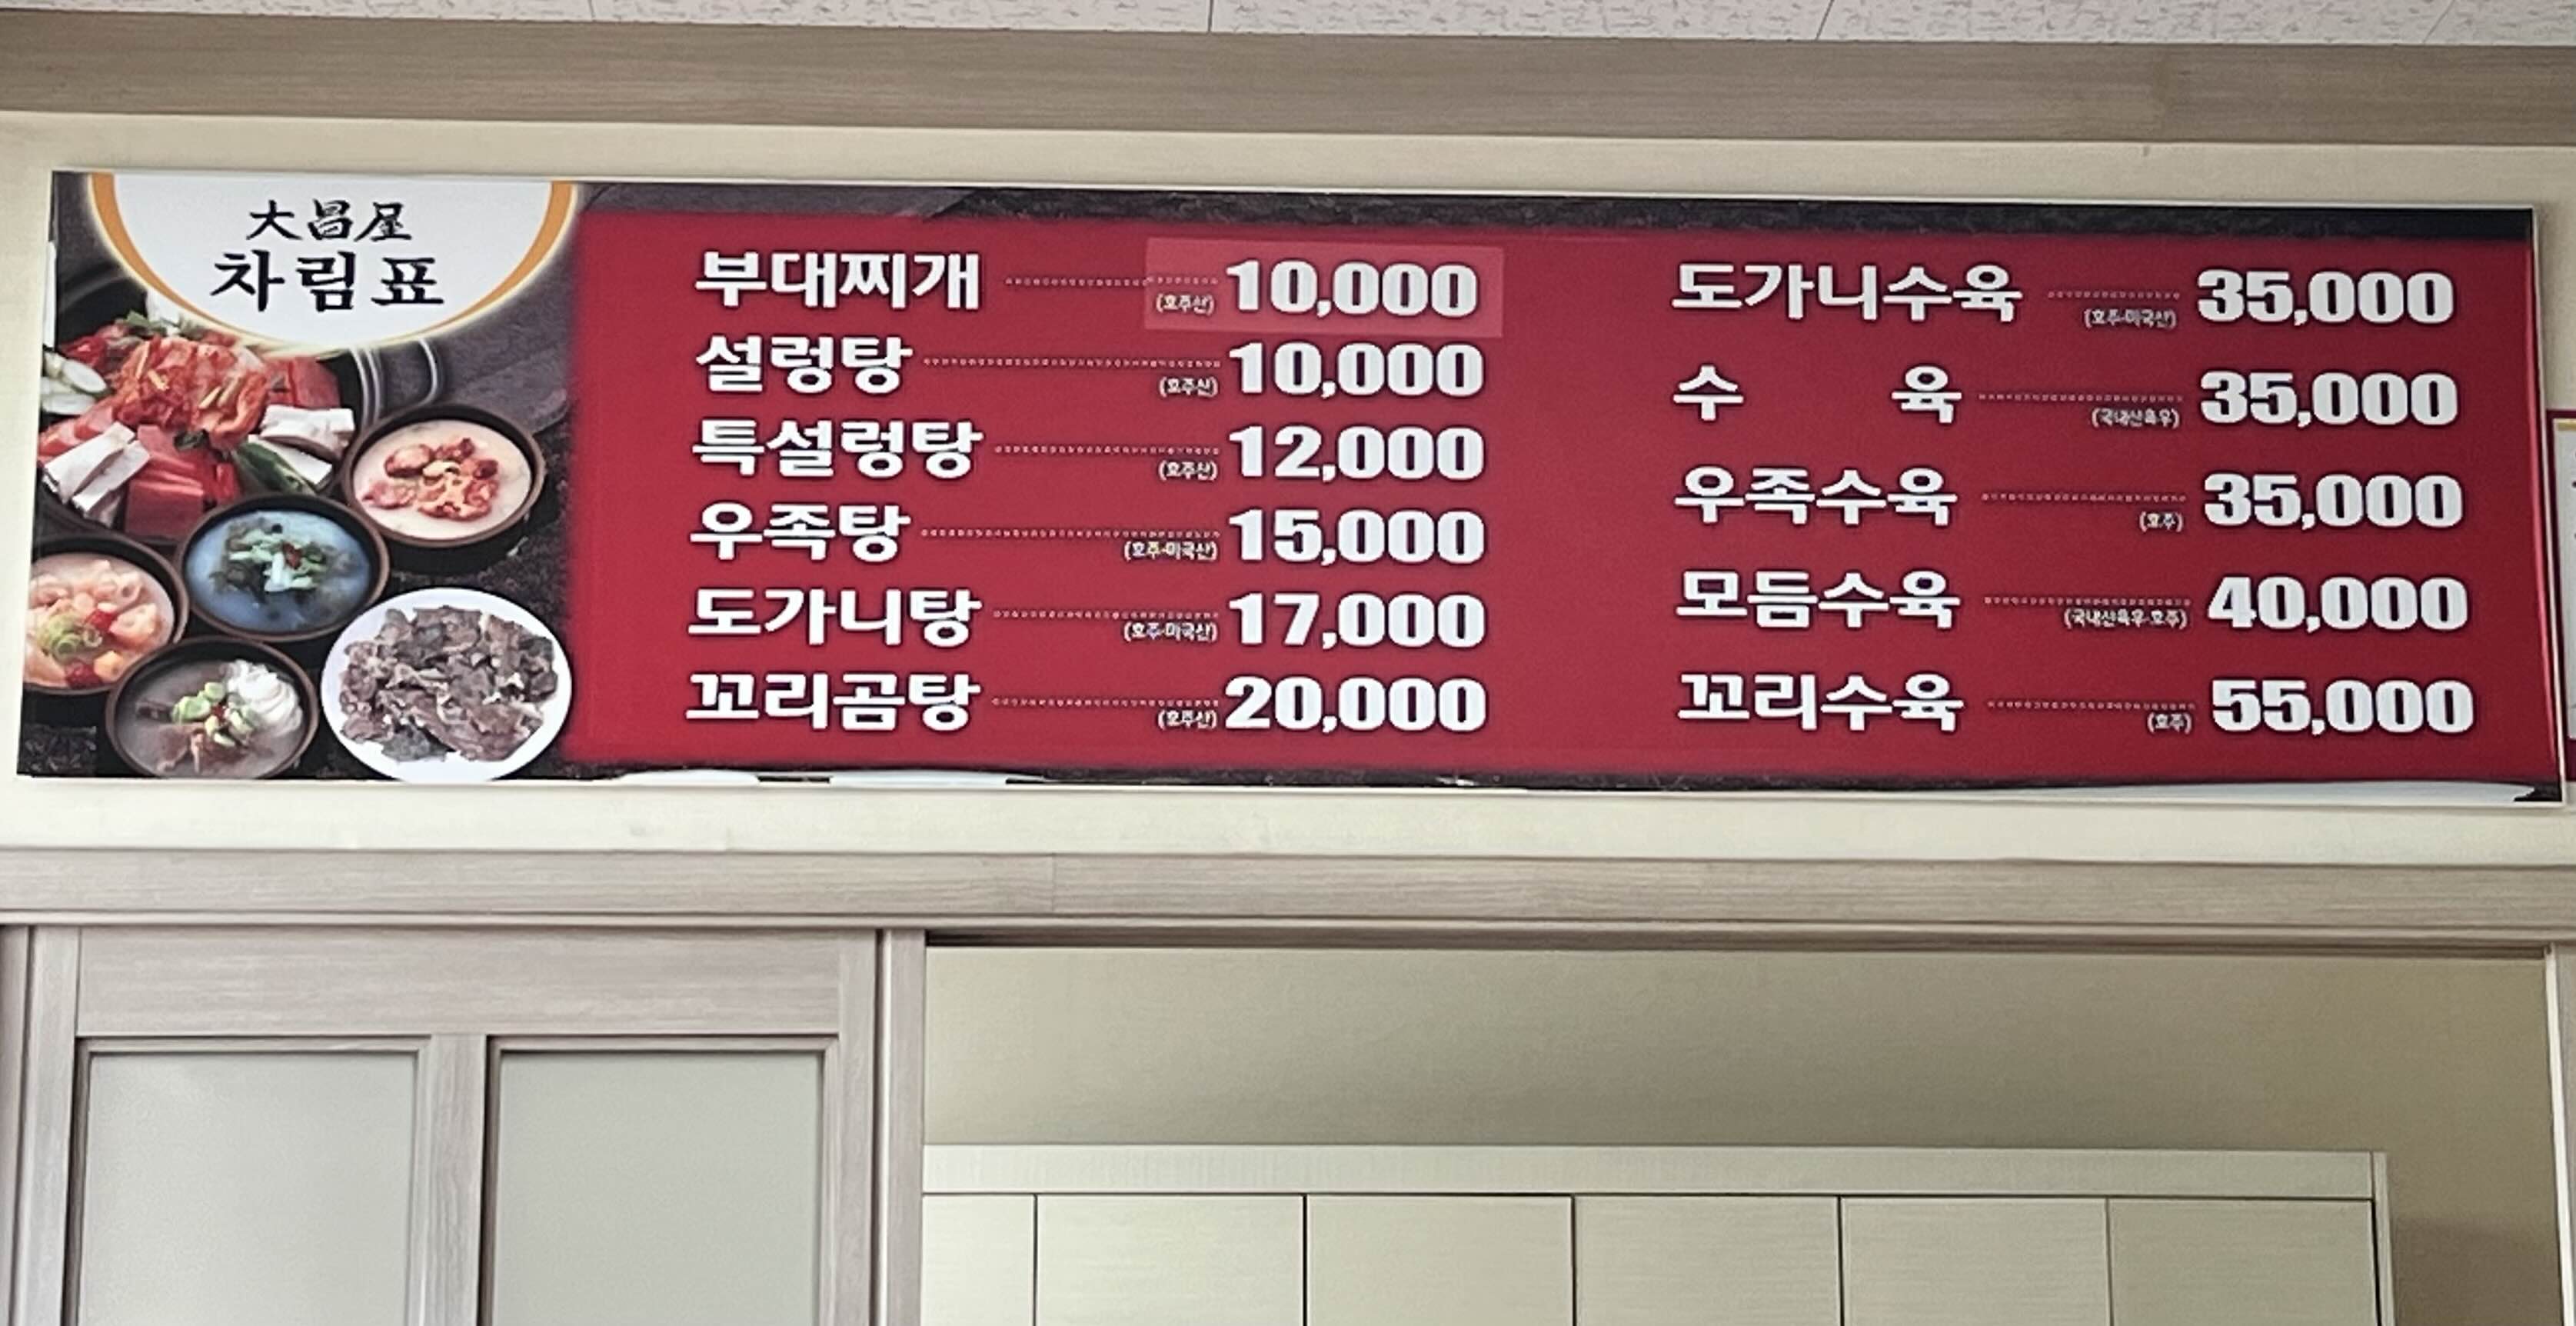 大昌屋
차림표
부대찌개 (호주산) 10,000
설렁탕 (호주산) 10,000
특설렁탕 (호주산) 12,000
우족탕 (호주·미국산) 15,000
도가니탕 (호주·미국산) 17,000
꼬리곰탕 (호주산) 20,000
도가니수육 (호주·미국산) 35,000
수 육 (국내산육우) 35,000
우족수육 (호주) 35,000
모듬수육 (국내산육우·호주) 40,000
꼬리수육 (호주) 55,000